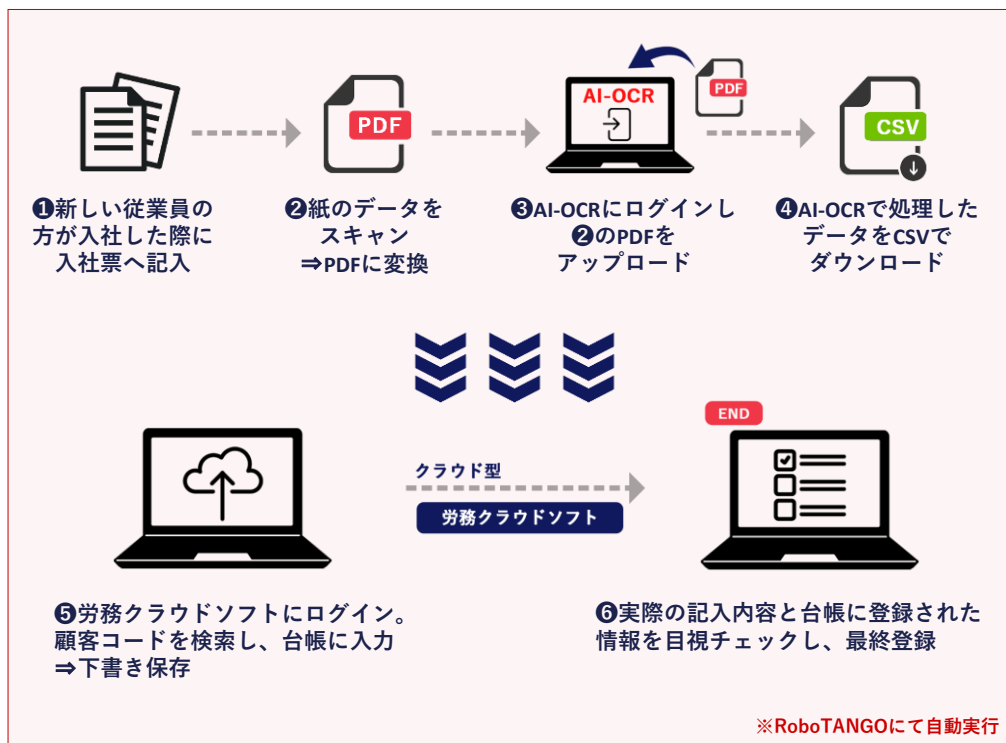 PDF
AI-OCR
PDF
CSV
❶新しい従業員の
方が入社した際に
入社票へ記入
❷紙のデータを
スキャン
⇒PDFに変換
❸AI-OCRにログインし
❷のPDFを
アップロード
❹AI-OCRで処理した
データをCSVで
ダウンロード
END
クラウド型
労務クラウドソフト
❺労務クラウドソフトにログイン。
顧客コードを検索し、台帳に入力
⇒下書き保存
❻実際の記入内容と台帳に登録された
情報を目視チェックし、最終登録
※RoboTANGOにて自動実行